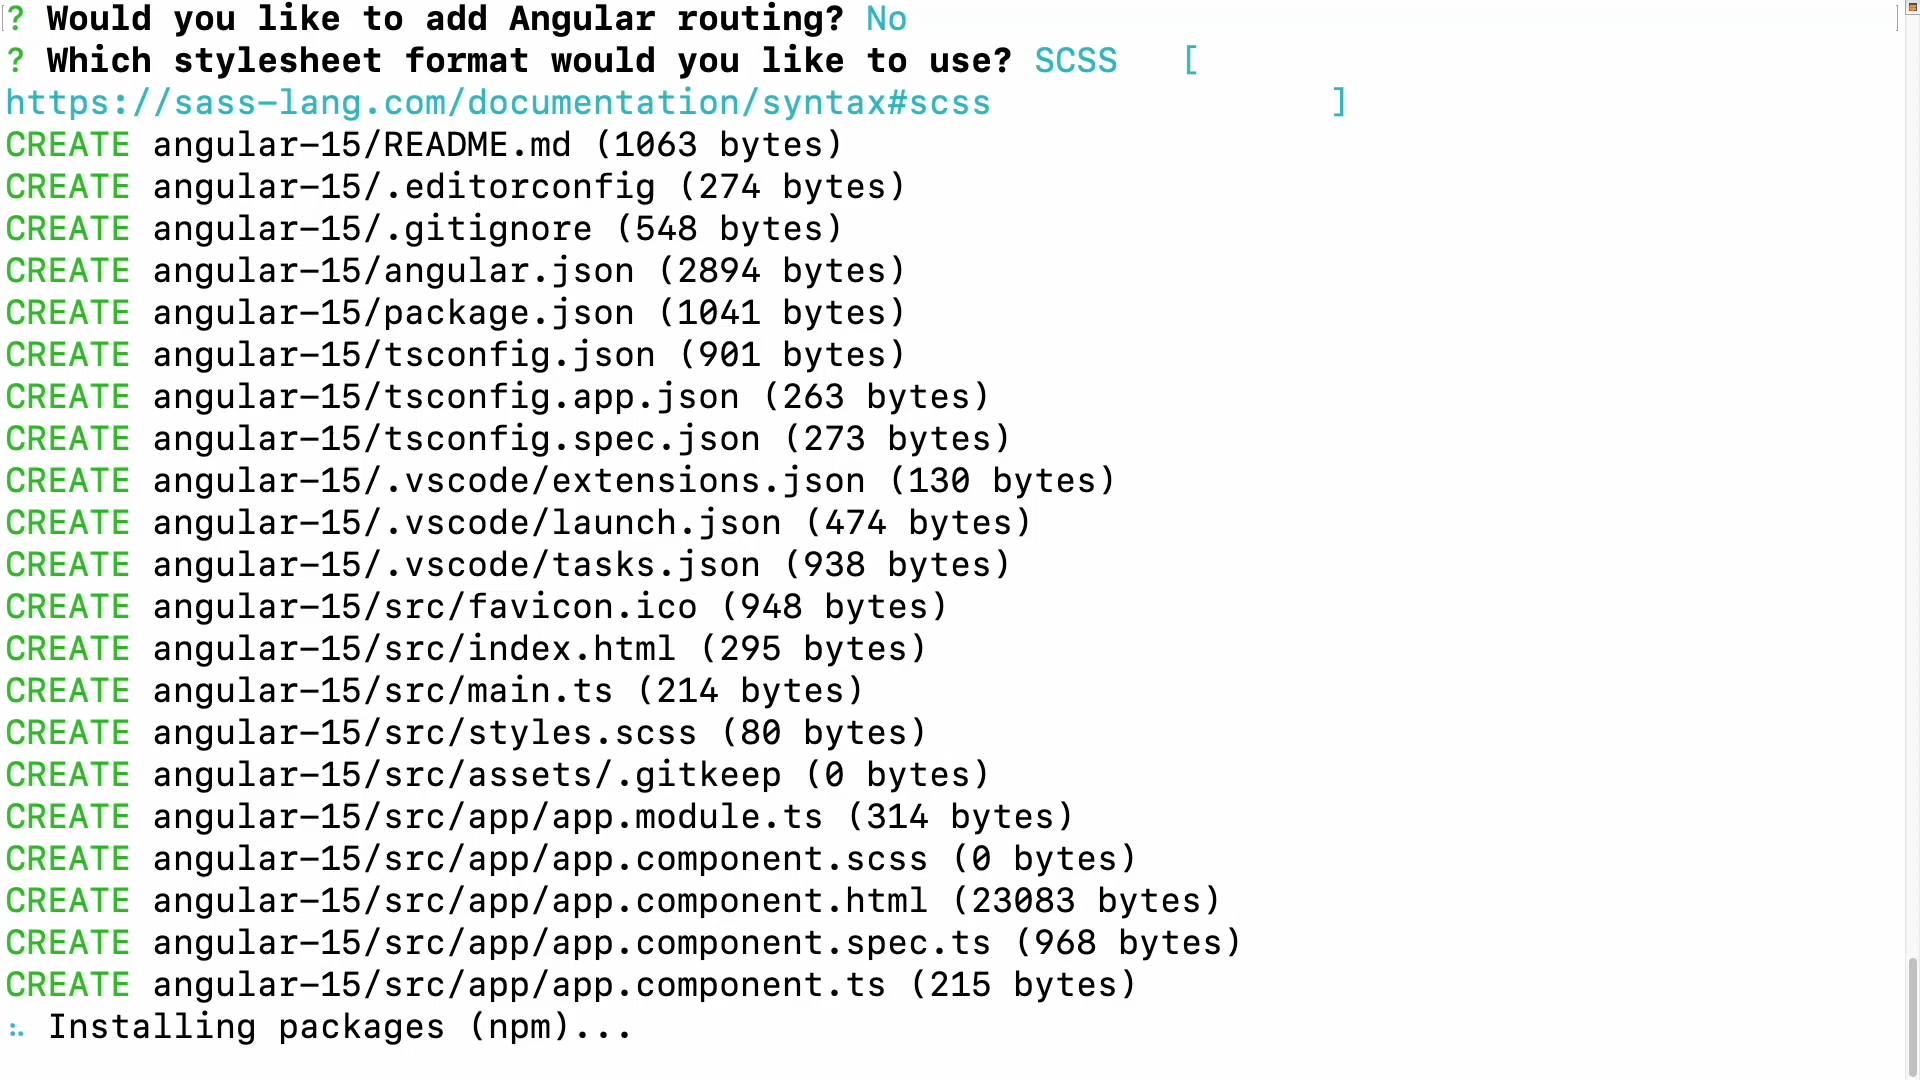 ? Would you like to add Angular routing? No
? Which stylesheet format would you like to use? SCSS   [
https://sass-lang.com/documentation/syntax#scss                ]
CREATE angular-15/README.md (1063 bytes)
CREATE angular-15/.editorconfig (274 bytes)
CREATE angular-15/.gitignore (548 bytes)
CREATE angular-15/angular.json (2894 bytes)
CREATE angular-15/package.json (1041 bytes)
CREATE angular-15/tsconfig.json (901 bytes)
CREATE angular-15/tsconfig.app.json (263 bytes)
CREATE angular-15/tsconfig.spec.json (273 bytes)
CREATE angular-15/.vscode/extensions.json (130 bytes)
CREATE angular-15/.vscode/launch.json (474 bytes)
CREATE angular-15/.vscode/tasks.json (938 bytes)
CREATE angular-15/src/favicon.ico (948 bytes)
CREATE angular-15/src/index.html (295 bytes)
CREATE angular-15/src/main.ts (214 bytes)
CREATE angular-15/src/styles.scss (80 bytes)
CREATE angular-15/src/assets/.gitkeep (0 bytes)
CREATE angular-15/src/app/app.module.ts (314 bytes)
CREATE angular-15/src/app/app.component.scss (0 bytes)
CREATE angular-15/src/app/app.component.html (23083 bytes)
CREATE angular-15/src/app/app.component.spec.ts (968 bytes)
CREATE angular-15/src/app/app.component.ts (215 bytes)
Installing packages (npm)...